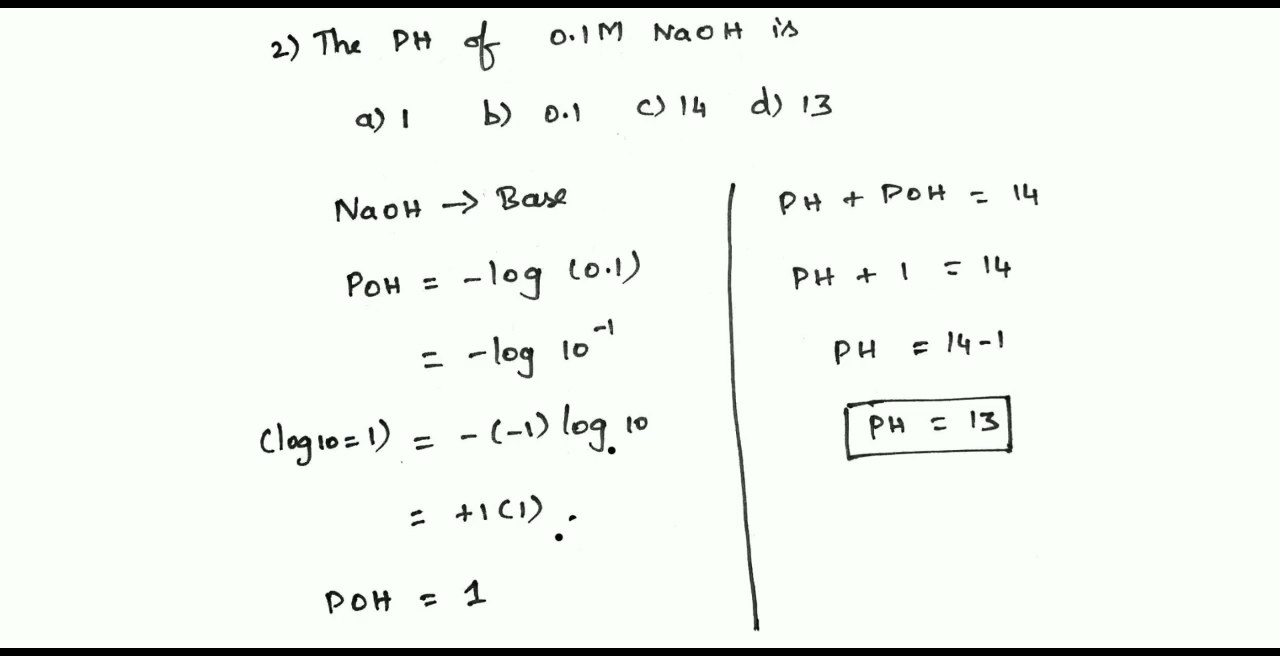 2) The PH of 0.1M NaOH is
a) 1 b) 0.1 c) 14 d) 13
NaOH → Base
POH = -log (0.1)
= -log 10⁻¹
(log10=1) = -(-1) log 10
= +1(1)
POH = 1
PH + POH = 14
PH + 1 = 14
PH = 14-1
PH = 13